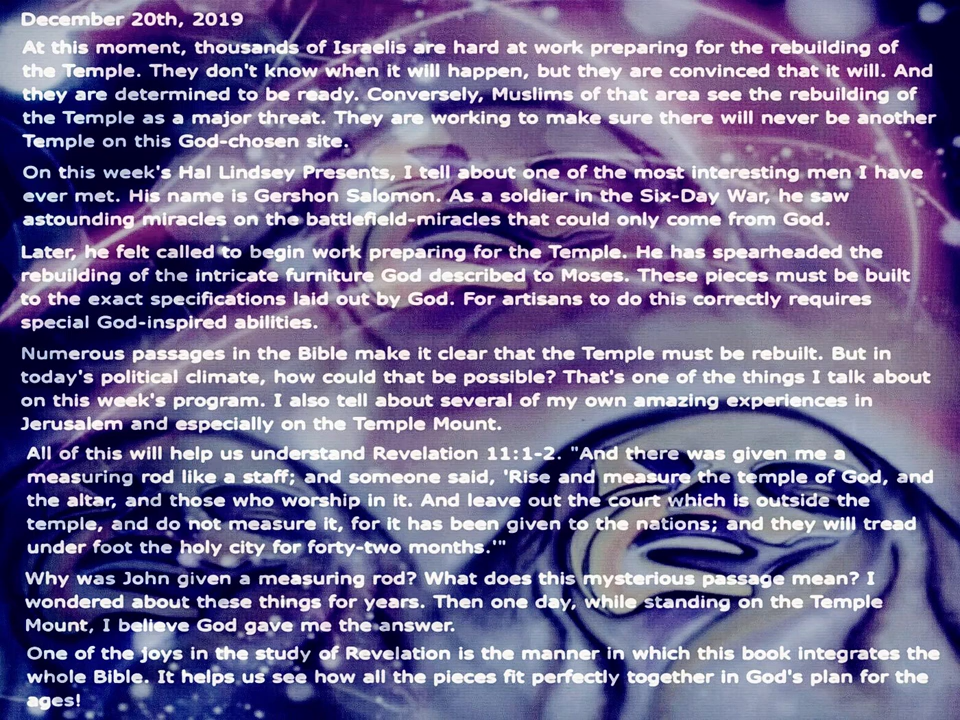 December 20th, 2019
At this moment, thousands of Israelis are hard at work preparing for the rebuilding of
the Temple. They don't know when it will happen, but they are convinced that it will. And
they are determined to be ready. Conversely, Muslims of that area see the rebuilding of
the Temple as a major threat. They are working to make sure there will never be another
Temple on this God-chosen site.
On this week's Hal Lindsey Presents, I tell about one of the most interesting men I have
ever met. His name is Gershon Salomon. As a soldier in the Six-Day War, he saw
astounding miracles on the battlefield-miracles that could only come from God.
Later, he felt called to begin work preparing for the Temple. He has spearheaded the
rebuilding of the intricate furniture God described to Moses. These pieces must be built
to the exact specifications laid out by God. For artisans to do this correctly requires
special God-inspired abilities.
Numerous passages in the Bible make it clear that the Temple must be rebuilt. But in
today's political climate, how could that be possible? That's one of the things I talk about
on this week's program. I also tell about several of my own amazing experiences in
Jerusalem and especially on the Temple Mount.
All of this will help us understand Revelation 11:1-2. "And there was given me a
measuring rod like a staff; and someone said, 'Rise and measure the temple of God, and
the altar, and those who worship in it. And leave out the court which is outside the
temple, and do not measure it, for it has been given to the nations; and they will tread
under foot the holy city for forty-two months.'"
Why was John given a measuring rod? What does this mysterious passage mean? I
wondered about these things for years. Then one day, while standing on the Temple
Mount, I believe God gave me the answer.
One of the joys in the study of Revelation is the manner in which this book integrates the
whole Bible. It helps us see how all the pieces fit perfectly together in God's plan for the
ages!